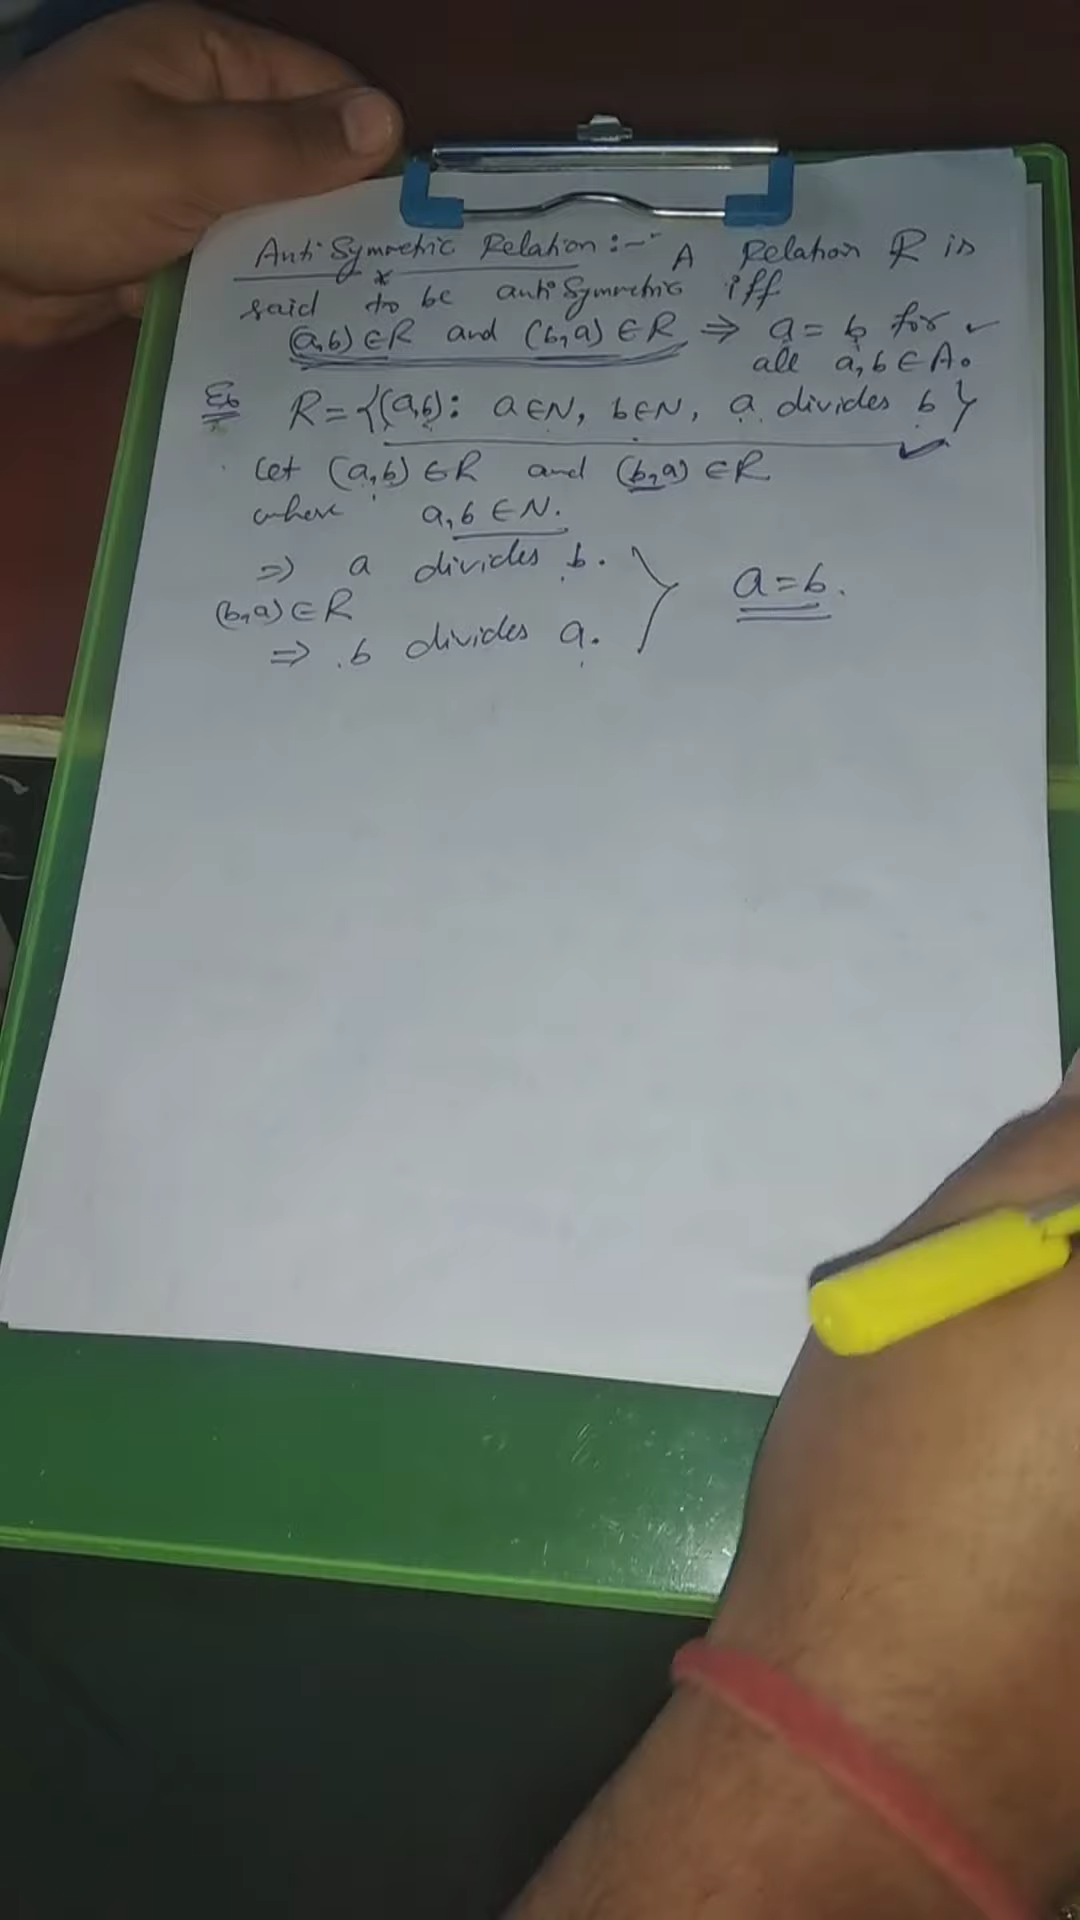 Anti Symmetric Relation :- A Relation R is
said to be anti Symmetric iff
(a,b) ∈ R and (b,a) ∈ R ⇒ a = b for
all a,b ∈ A.
Ex R = {(a,b): a ∈ N, b ∈ N, a divides b}
Let (a,b) ∈ R and (b,a) ∈ R
where a,b ∈ N.
⇒ a divides b.
(b,a) ∈ R
⇒ b divides a. } a = b.